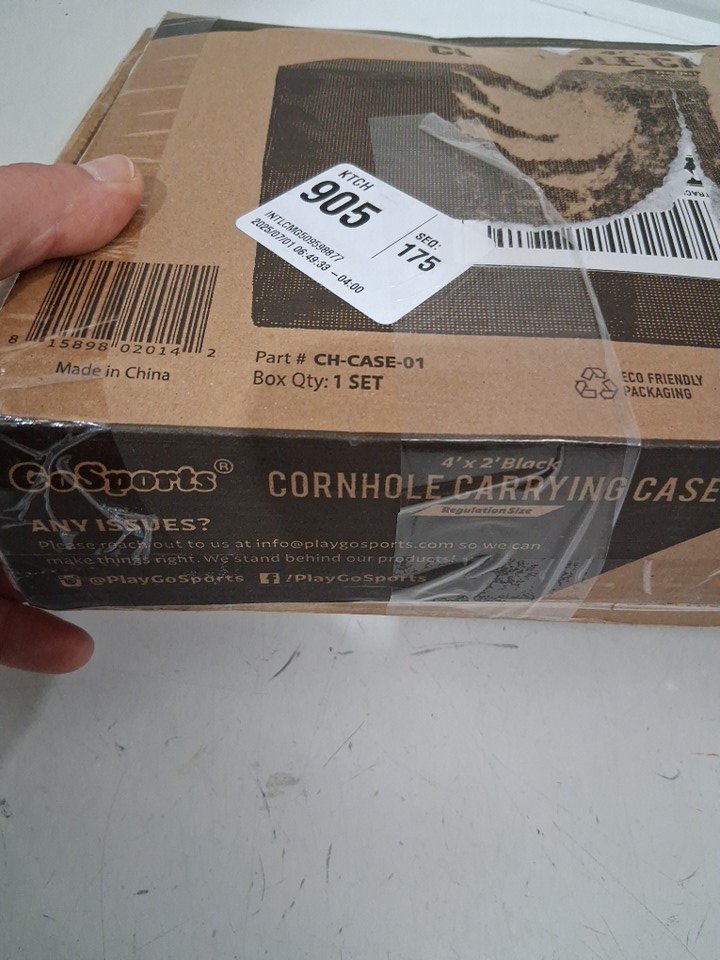 KTCH
905
SEQ:
175
INTLCMG509598877
2025/07/01 06:49:33 -04:00
8 15898 02014 2
Made in China
Part # CH-CASE-01
Box Qty: 1 SET
ECO FRIENDLY
PACKAGING
GoSports®
4' x 2' Black
CORNHOLE CARRYING CASE
Regulation Size
ANY ISSUES?
Please reach out to us at info@playgosports.com so we can
make things right. We stand behind our products!
@PlayGoSports /PlayGoSports